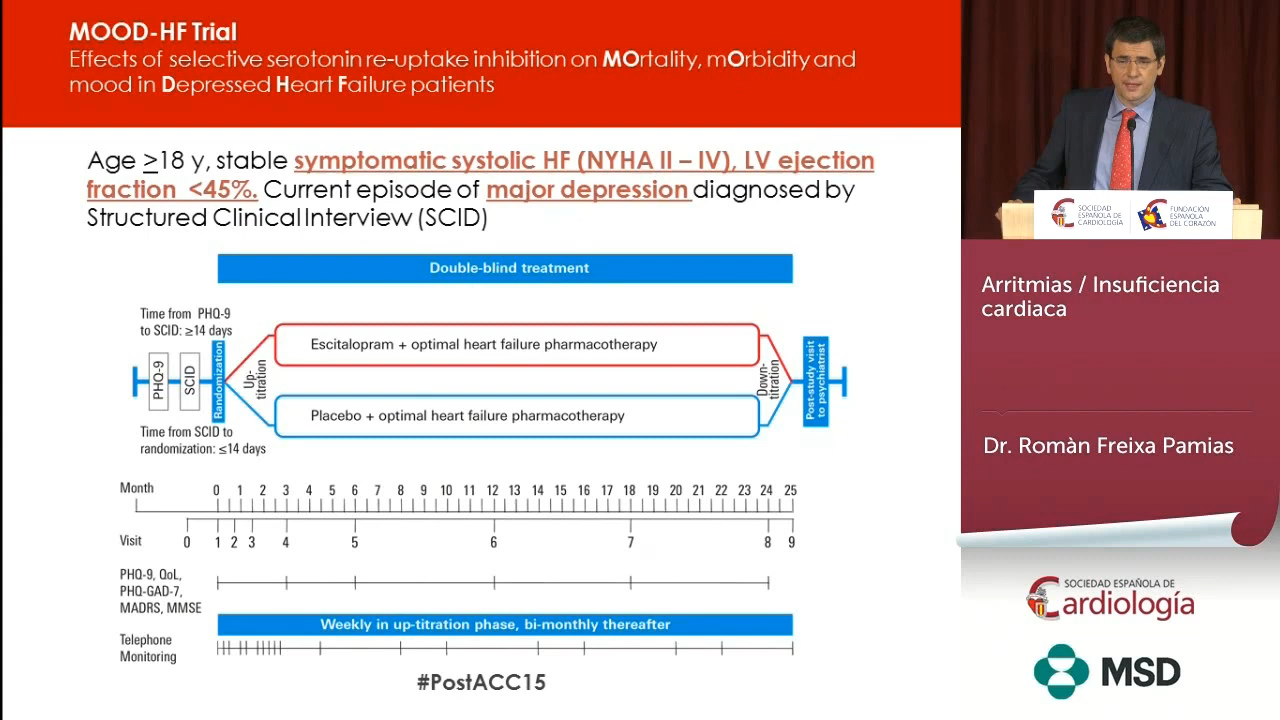 MOOD-HF Trial
Effects of selective serotonin re-uptake inhibition on MOrtality, mOrbidity and
mood in Depressed Heart Failure patients
Age ≥18 y, stable symptomatic systolic HF (NYHA II – IV), LV ejection
fraction <45%. Current episode of major depression diagnosed by
Structured Clinical Interview (SCID)
Double-blind treatment
Time from PHQ-9
to SCID: ≥14 days
PHQ-9
SCID
Randomization
Up-
titration
Escitalopram + optimal heart failure pharmacotherapy
Placebo + optimal heart failure pharmacotherapy
Down-
titration
Post-study visit
to psychiatrist
Time from SCID to
randomization: ≤14 days
Month 0 1 2 3 4 5 6 7 8 9 10 11 12 13 14 15 16 17 18 19 20 21 22 23 24 25
Visit 0 1 2 3 4 5 6 7 8 9
PHQ-9, QoL,
PHQ-GAD-7,
MADRS, MMSE
Weekly in up-titration phase, bi-monthly thereafter
Telephone
Monitoring
#PostACC15
SOCIEDAD
ESPAÑOLA DE
CARDIOLOGÍA
FUNDACIÓN
ESPAÑOLA
DEL CORAZÓN
Arritmias / Insuficiencia
cardiaca
Dr. Romàn Freixa Pamias
SOCIEDAD ESPAÑOLA DE
Cardiología
MSD